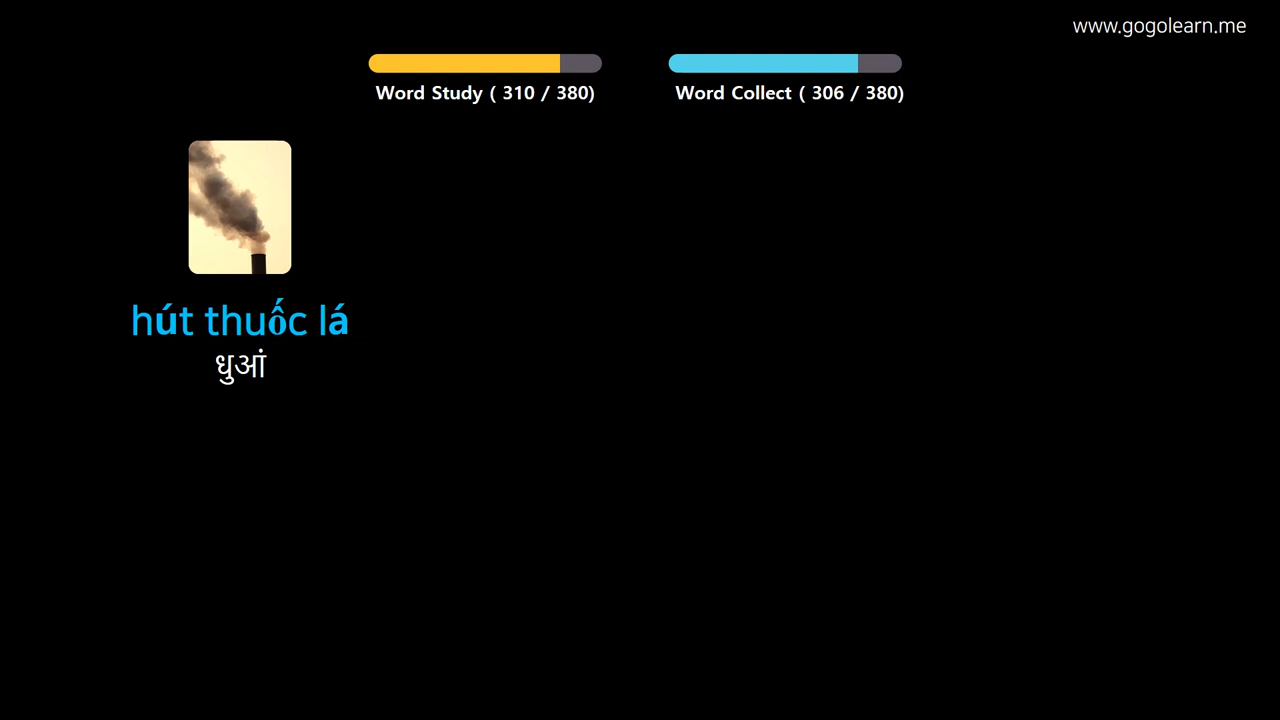 www.gogolearn.me
Word Study ( 310 / 380)
Word Collect ( 306 / 380)
hút thuốc lá
धुआं